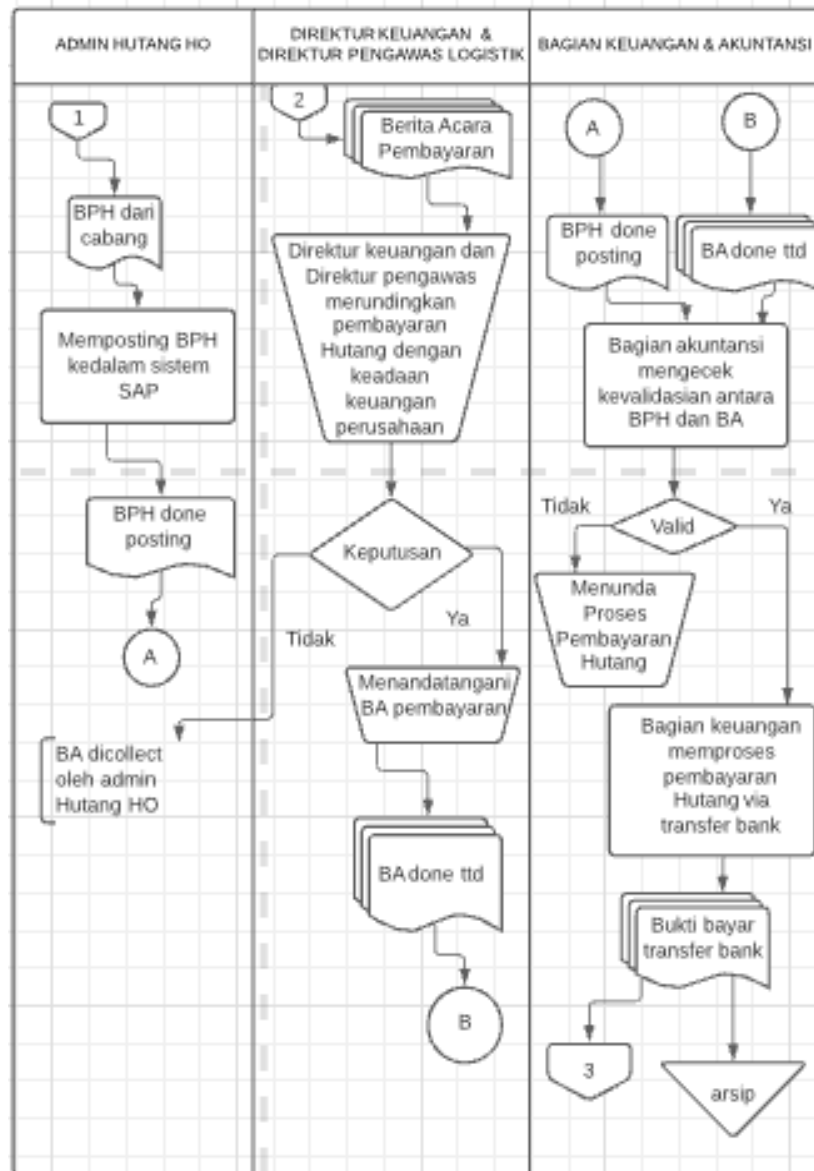 ADMIN HUTANG HO
DIREKTUR KEUANGAN &
DIREKTUR PENGAWAS LOGISTIK
BAGIAN KEUANGAN & AKUNTANSI
1
BPH dari
cabang
Memposting BPH
kedalam sistem
SAP
BPH done
posting
A
BA dicollect
oleh admin
Hutang HO
2
Berita Acara
Pembayaran
Direktur keuangan dan
Direktur pengawas
merundingkan
pembayaran
Hutang dengan
keadaan
keuangan
perusahaan
Keputusan
Tidak
Ya
Menandatangani
BA pembayaran
BA done ttd
B
A
B
BPH done
posting
BA done ttd
Bagian akuntansi
mengecek
kevalidasian antara
BPH dan BA
Tidak
Valid
Ya
Menunda
Proses
Pembayaran
Hutang
Bagian keuangan
memproses
pembayaran
Hutang via
transfer bank
Bukti bayar
transfer bank
3
arsip